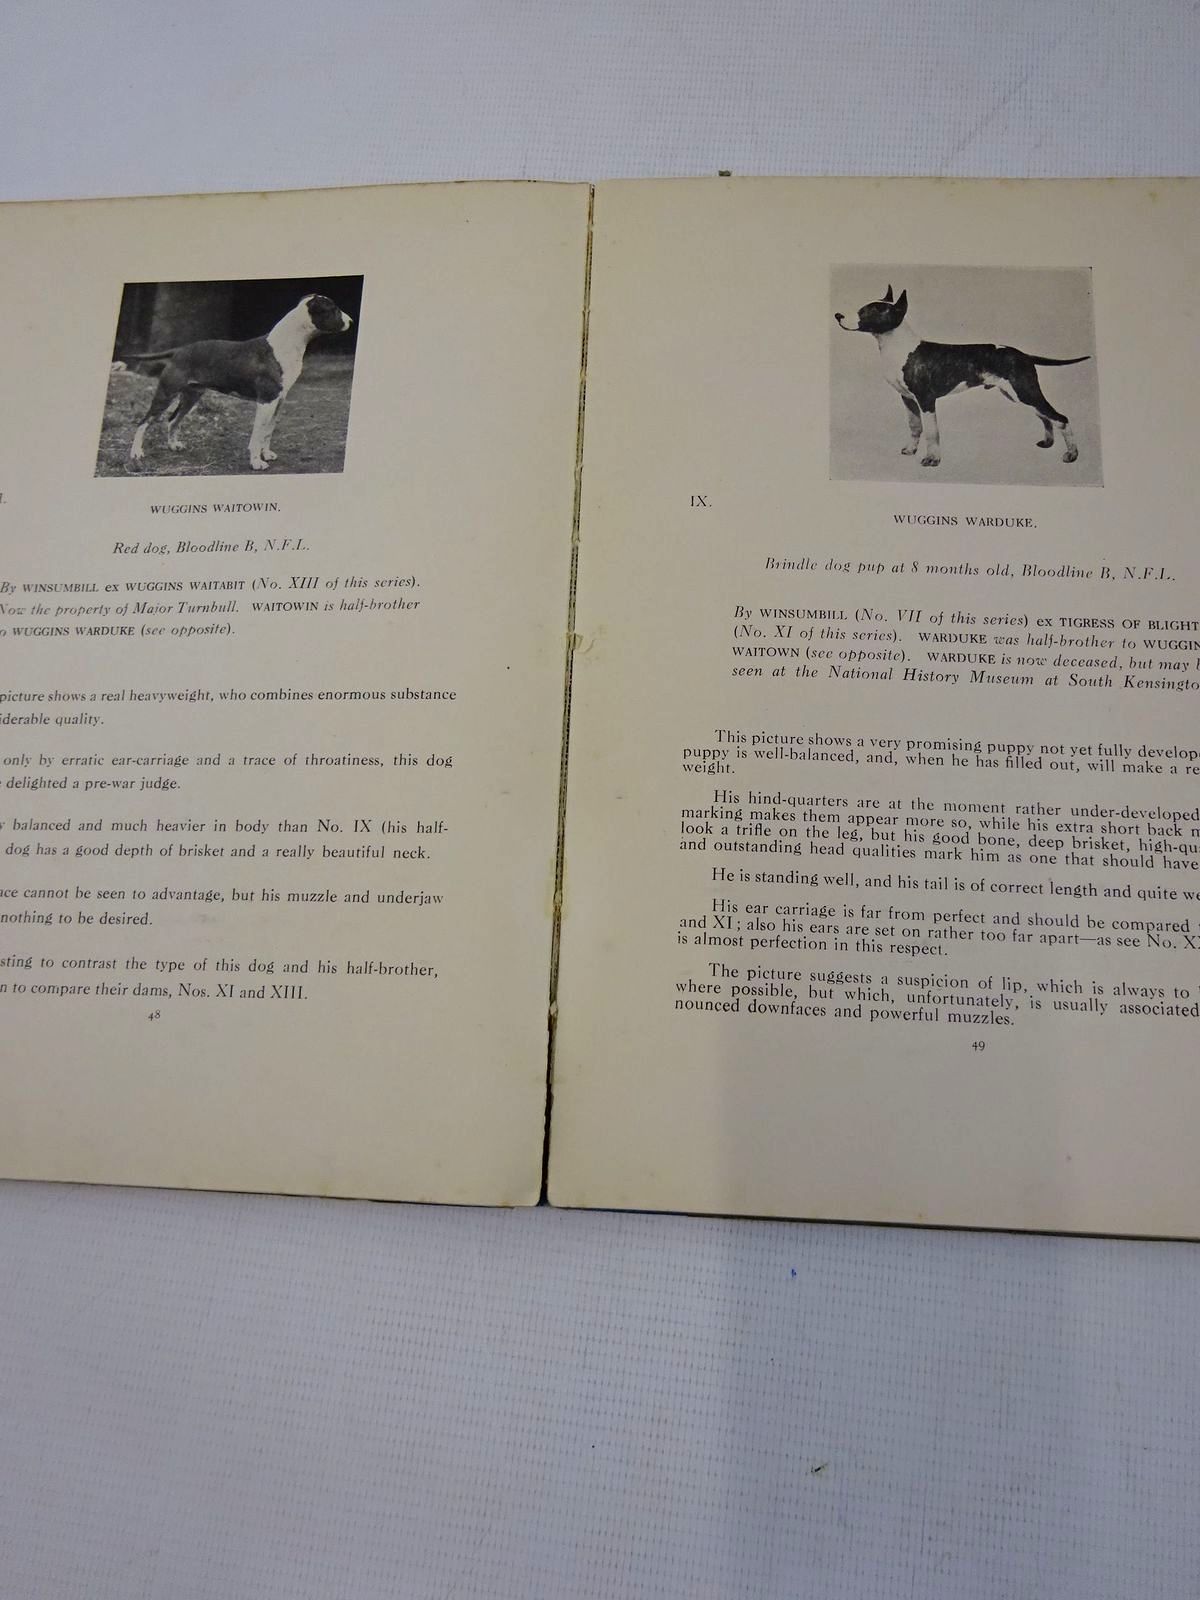 WUGGINS WAITOWIN.
Red dog, Bloodline B, N.F.L.
By WINSUMBILL ex WUGGINS WAITABIT (No. XIII of this series).
Now the property of Major Turnbull. WAITOWIN is half-brother
WUGGINS WARDUKE (see opposite).
picture shows a real heavyweight, who combines enormous substance
quality.
only by erratic ear-carriage and a trace of throatiness, this dog
delighted a pre-war judge.
balanced and much heavier in body than No. IX (his half-
dog has a good depth of brisket and a really beautiful neck.
cannot be seen to advantage, but his muzzle and underjaw
nothing to be desired.
to contrast the type of this dog and his half-brother,
to compare their dams, Nos. XI and XIII.
48
IX.
WUGGINS WARDUKE.
Brindle dog pup at 8 months old, Bloodline B, N.F.L.
By WINSUMBILL (No. VII of this series) ex TIGRESS OF BLIGHT
(No. XI of this series). WARDUKE was half-brother to
WAITOWN (see opposite). WARDUKE is now deceased, but may
seen at the National History Museum at South
This picture shows a very promising puppy not yet fully
puppy is well-balanced, and, when he has filled out, will make a
weight.
His hind-quarters are at the moment rather under-developed
marking makes them appear more so, while his extra short back
look a trifle on the leg, but his good bone, deep brisket,
and outstanding head qualities mark him as one that should have
He is standing well, and his tail is of correct length and quite
His ear carriage is far from perfect and should be compared
and XI; also his ears are set on rather too far apart—as see No.
is almost perfection in this respect.
The picture suggests a suspicion of lip, which is always to
where possible, but which, unfortunately, is usually associated
nounced downfaces and powerful muzzles.
49